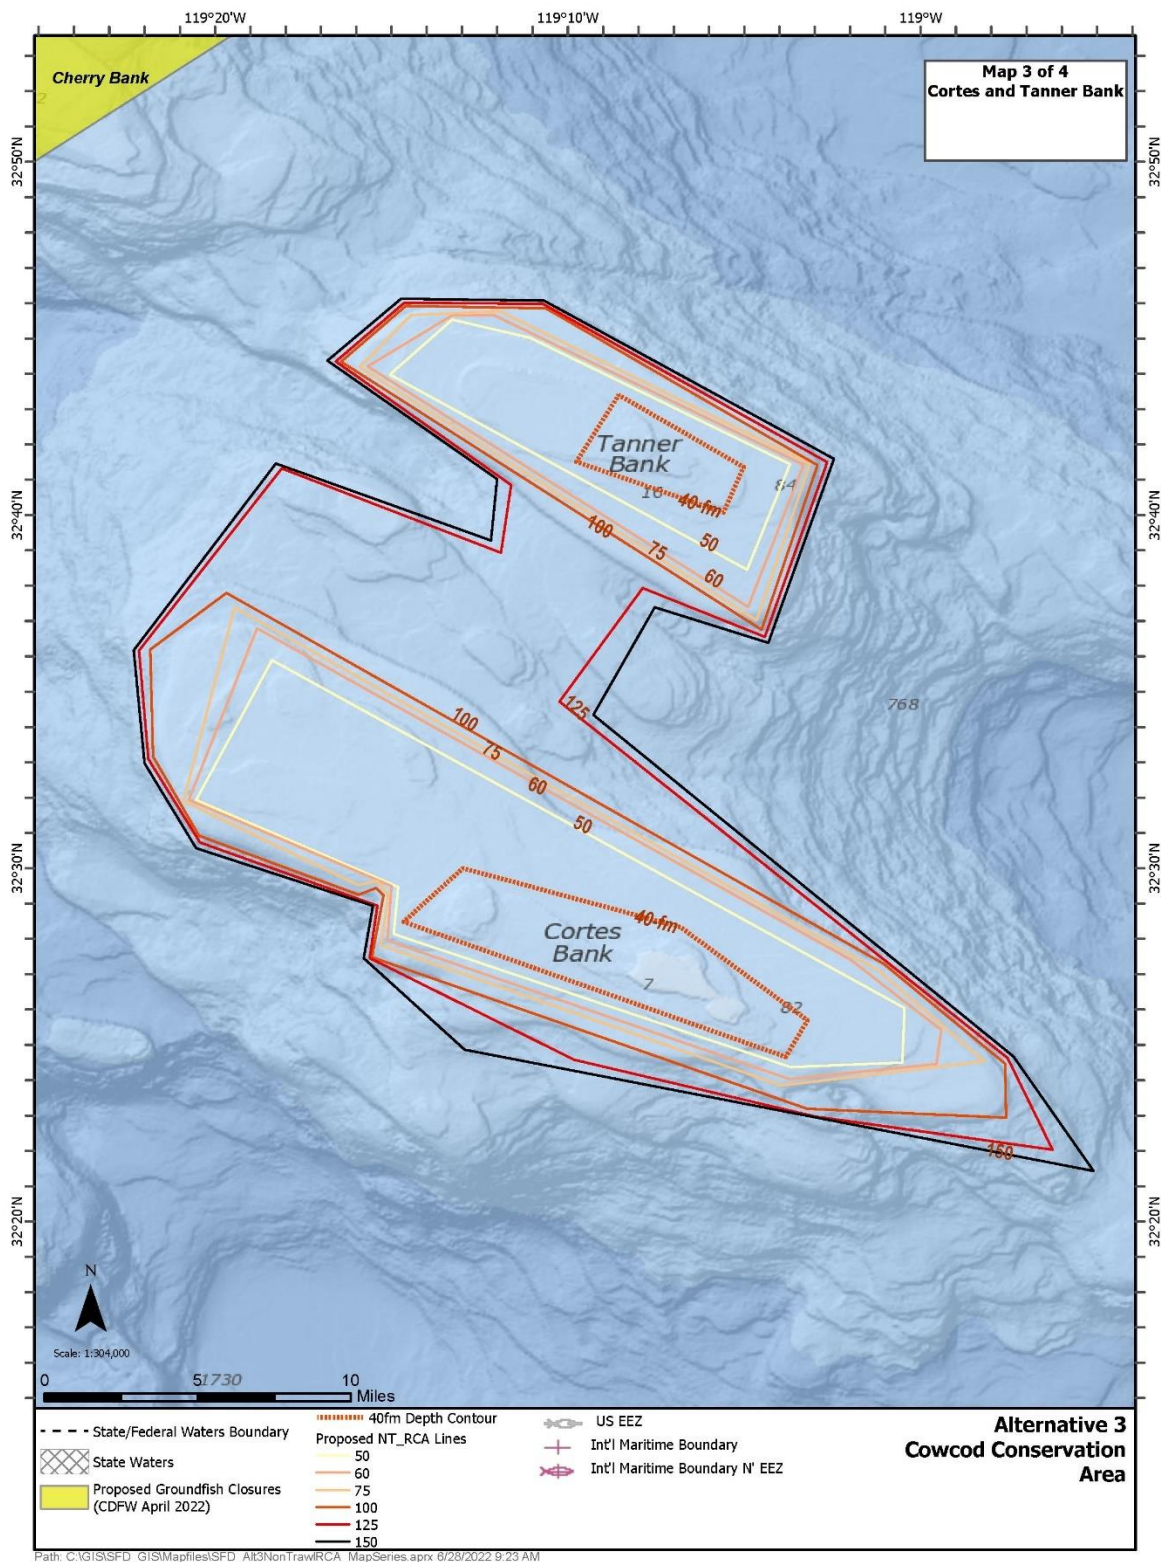 119°20'W
119°10'W
119°W
Cherry Bank
Map 3 of 4
Cortes and Tanner Bank
32°50'N
32°50'N
Tanner
Bank
16
84
40-fm
32°40'N
32°40'N
100
75
50
60
125
768
100
75
60
50
32°30'N
32°30'N
40-fm
Cortes
Bank
7
82
150
32°20'N
32°20'N
N
Scale: 1:304,000
0
5
1730
10
Miles
State/Federal Waters Boundary
State Waters
Proposed Groundfish Closures
(CDFW April 2022)
40fm Depth Contour
Proposed NT_RCA Lines
50
60
75
100
125
150
US EEZ
Int'l Maritime Boundary
Int'l Maritime Boundary N' EEZ
Alternative 3
Cowcod Conservation
Area
Path: C:\GIS\SFD_GIS\Mapfiles\SFD_Alt3NonTrawlRCA_MapSeries.aprx 6/28/2022 9:23 AM